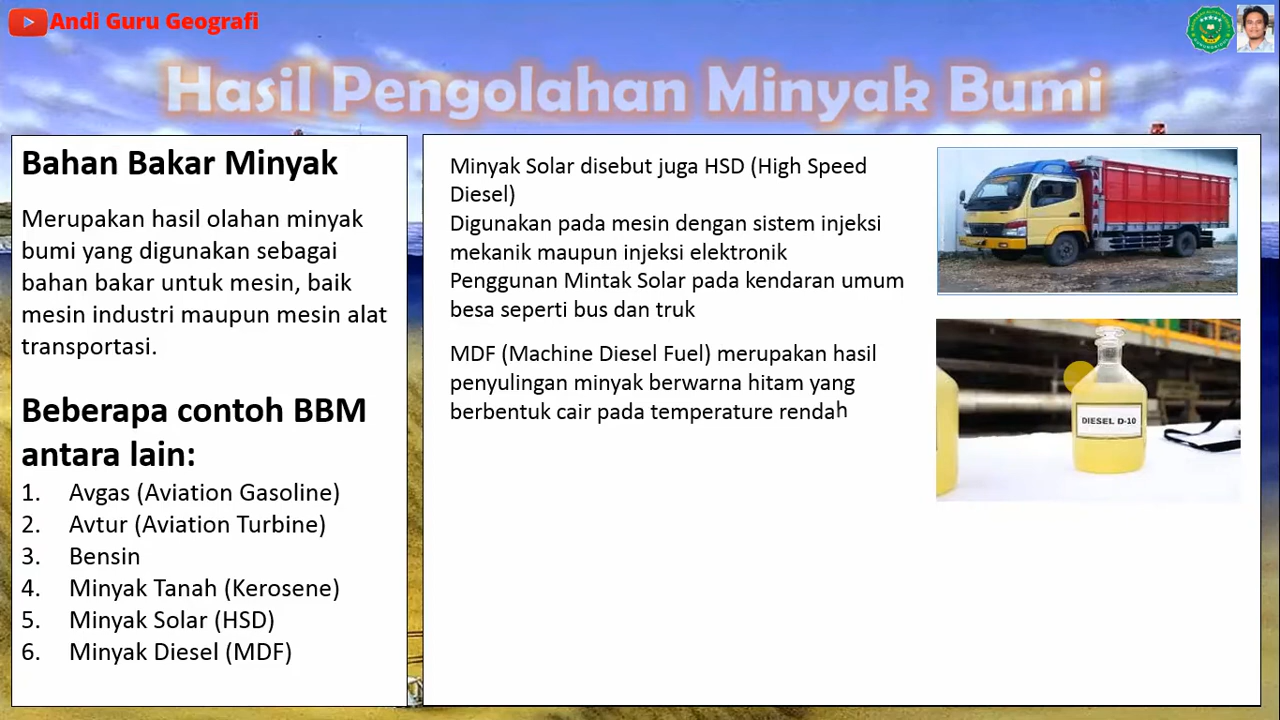 Andi Guru Geografi
Hasil Pengolahan Minyak Bumi
Bahan Bakar Minyak
Merupakan hasil olahan minyak
bumi yang digunakan sebagai
bahan bakar untuk mesin, baik
mesin industri maupun mesin alat
transportasi.
Beberapa contoh BBM
antara lain:
1. Avgas (Aviation Gasoline)
2. Avtur (Aviation Turbine)
3. Bensin
4. Minyak Tanah (Kerosene)
5. Minyak Solar (HSD)
6. Minyak Diesel (MDF)
Minyak Solar disebut juga HSD (High Speed
Diesel)
Digunakan pada mesin dengan sistem injeksi
mekanik maupun injeksi elektronik
Penggunan Mintak Solar pada kendaran umum
besa seperti bus dan truk
MDF (Machine Diesel Fuel) merupakan hasil
penyulingan minyak berwarna hitam yang
berbentuk cair pada temperature rendah
DIESEL D-10